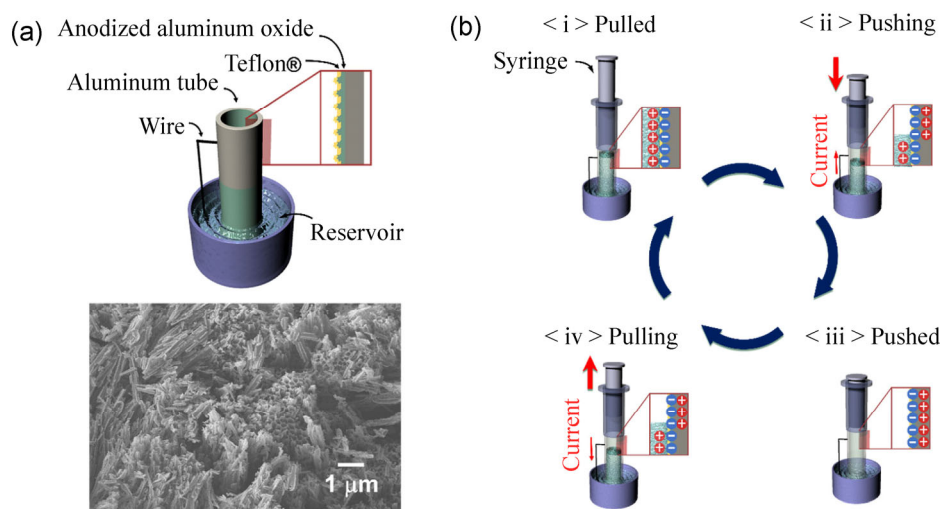 (a)
Anodized aluminum oxide
Teflon®
Aluminum tube
Wire
Reservoir
1 μm
(b)
< i > Pulled
Syringe
< ii > Pushing
Current
< iii > Pushed
< iv > Pulling
Current